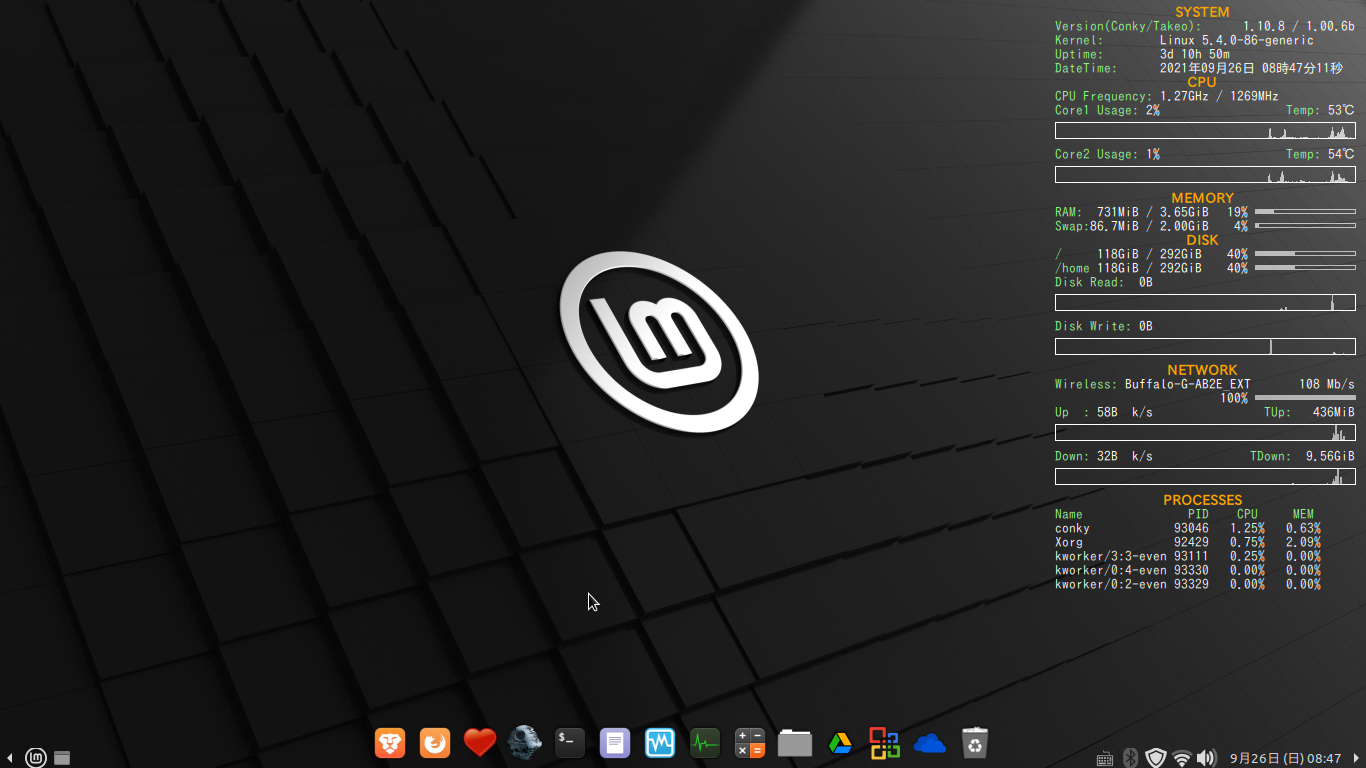 SYSTEM
Version(Conky/Takeo): 1.10.8 / 1.00.6b
Kernel: Linux 5.4.0-86-generic
Uptime: 3d 10h 50m
DateTime: 2021年09月26日 08時47分11秒
CPU
CPU Frequency: 1.27GHz / 1269MHz
Core1 Usage: 2% Temp: 53℃
Core2 Usage: 1% Temp: 54℃
MEMORY
RAM: 731MiB / 3.65GiB 19%
Swap:86.7MiB / 2.00GiB 4%
DISK
/ 118GiB / 292GiB 40%
/home 118GiB / 292GiB 40%
Disk Read: 0B
Disk Write: 0B
NETWORK
Wireless: Buffalo-G-AB2E_EXT 108 Mb/s
100%
Up : 58B k/s TUp: 436MiB
Down: 32B k/s TDown: 9.56GiB
PROCESSES
Name PID CPU MEM
conky 93046 1.25% 0.63%
Xorg 92429 0.75% 2.09%
kworker/3:3-even 93111 0.25% 0.00%
kworker/0:4-even 93330 0.00% 0.00%
kworker/0:2-even 93329 0.00% 0.00%
$_
9月26日 (日) 08:47